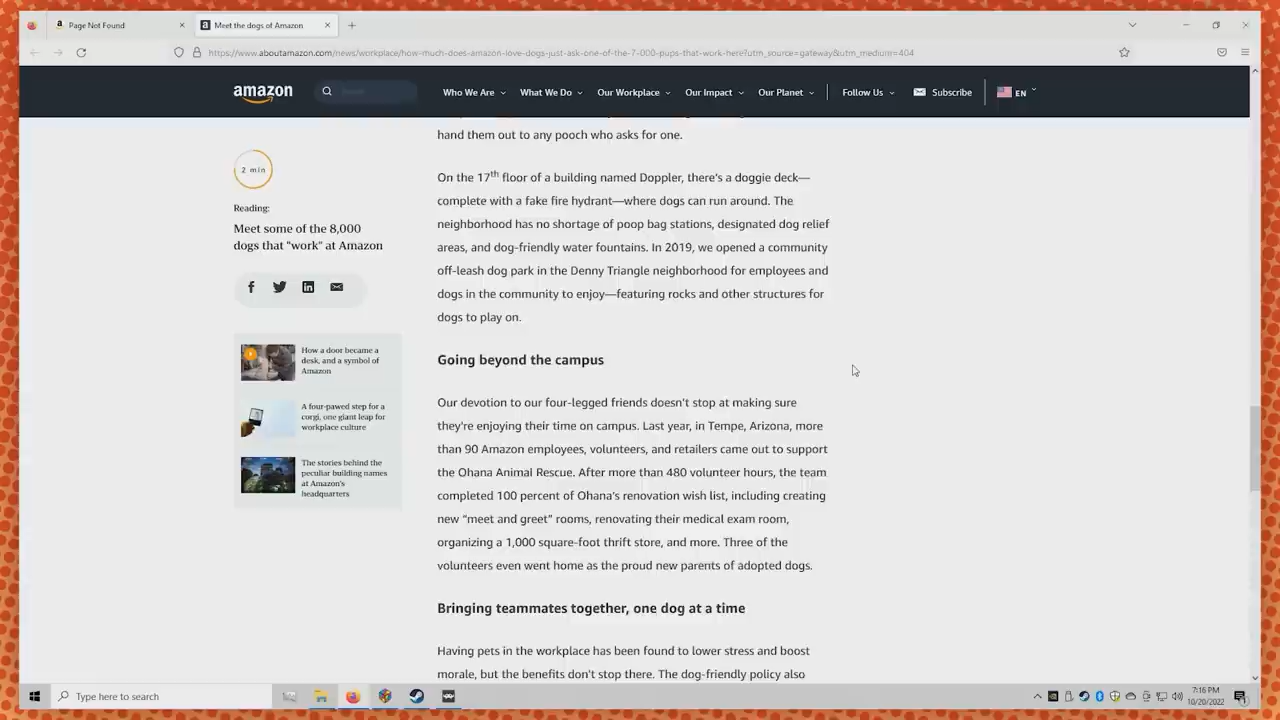 Page Not Found
Meet the dogs of Amazon
https://www.aboutamazon.com/news/workplace/how-much-does-amazon-love-dogs-just-ask-one-of-the-7-000-pups-that-work-here?utm_source=gateway&utm_medium=404
amazon
Search
Who We Are
What We Do
Our Workplace
Our Impact
Our Planet
Follow Us
Subscribe
EN
2 min
Reading:
Meet some of the 8,000
dogs that "work" at Amazon
How a door became a
desk, and a symbol of
Amazon
A four-pawed step for a
corgi, one giant leap for
workplace culture
The stories behind the
peculiar building names
at Amazon's
headquarters
hand them out to any pooch who asks for one.
On the 17th floor of a building named Doppler, there's a doggie deck—
complete with a fake fire hydrant—where dogs can run around. The
neighborhood has no shortage of poop bag stations, designated dog relief
areas, and dog-friendly water fountains. In 2019, we opened a community
off-leash dog park in the Denny Triangle neighborhood for employees and
dogs in the community to enjoy—featuring rocks and other structures for
dogs to play on.
Going beyond the campus
Our devotion to our four-legged friends doesn't stop at making sure
they're enjoying their time on campus. Last year, in Tempe, Arizona, more
than 90 Amazon employees, volunteers, and retailers came out to support
the Ohana Animal Rescue. After more than 480 volunteer hours, the team
completed 100 percent of Ohana's renovation wish list, including creating
new "meet and greet" rooms, renovating their medical exam room,
organizing a 1,000 square-foot thrift store, and more. Three of the
volunteers even went home as the proud new parents of adopted dogs.
Bringing teammates together, one dog at a time
Having pets in the workplace has been found to lower stress and boost
morale, but the benefits don't stop there. The dog-friendly policy also
Type here to search
7:16 PM
10/20/2022